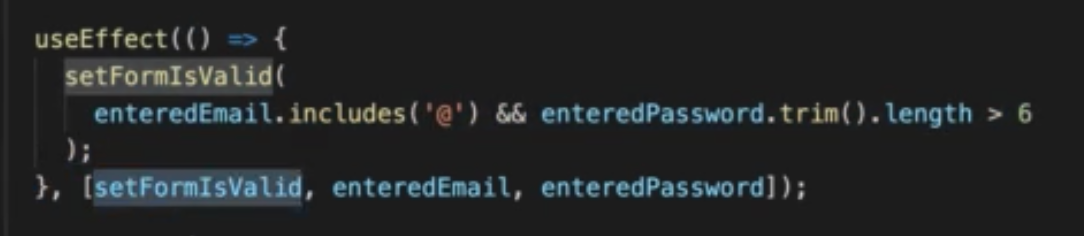 useEffect(() => {
setFormIsValid(
enteredEmail.includes('@') && enteredPassword.trim().length > 6
);
}, [setFormIsValid, enteredEmail, enteredPassword]);